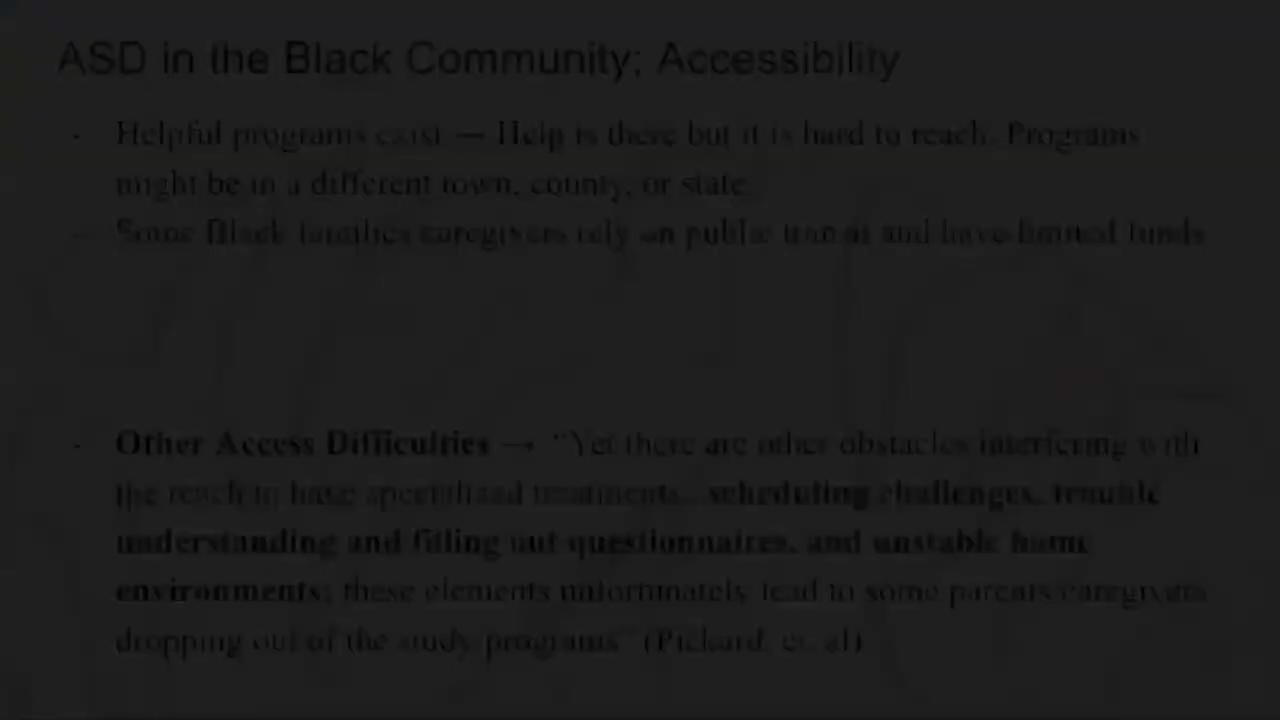 ASD in the Black Community; Accessibility
- Helpful programs exist — Help is there but it is hard to reach. Programs
might be in a different town, county, or state.
- Some Black families/caregivers rely on public transit and have limited funds
- Other Access Difficulties → “Yet there are other obstacles interfering with
the reach to have specialized treatments.. scheduling challenges, trouble
understanding and filling out questionnaires, and unstable home
environments; these elements unfortunately lead to some parents/caregivers
dropping out of the study programs” (Pickard, et. al)